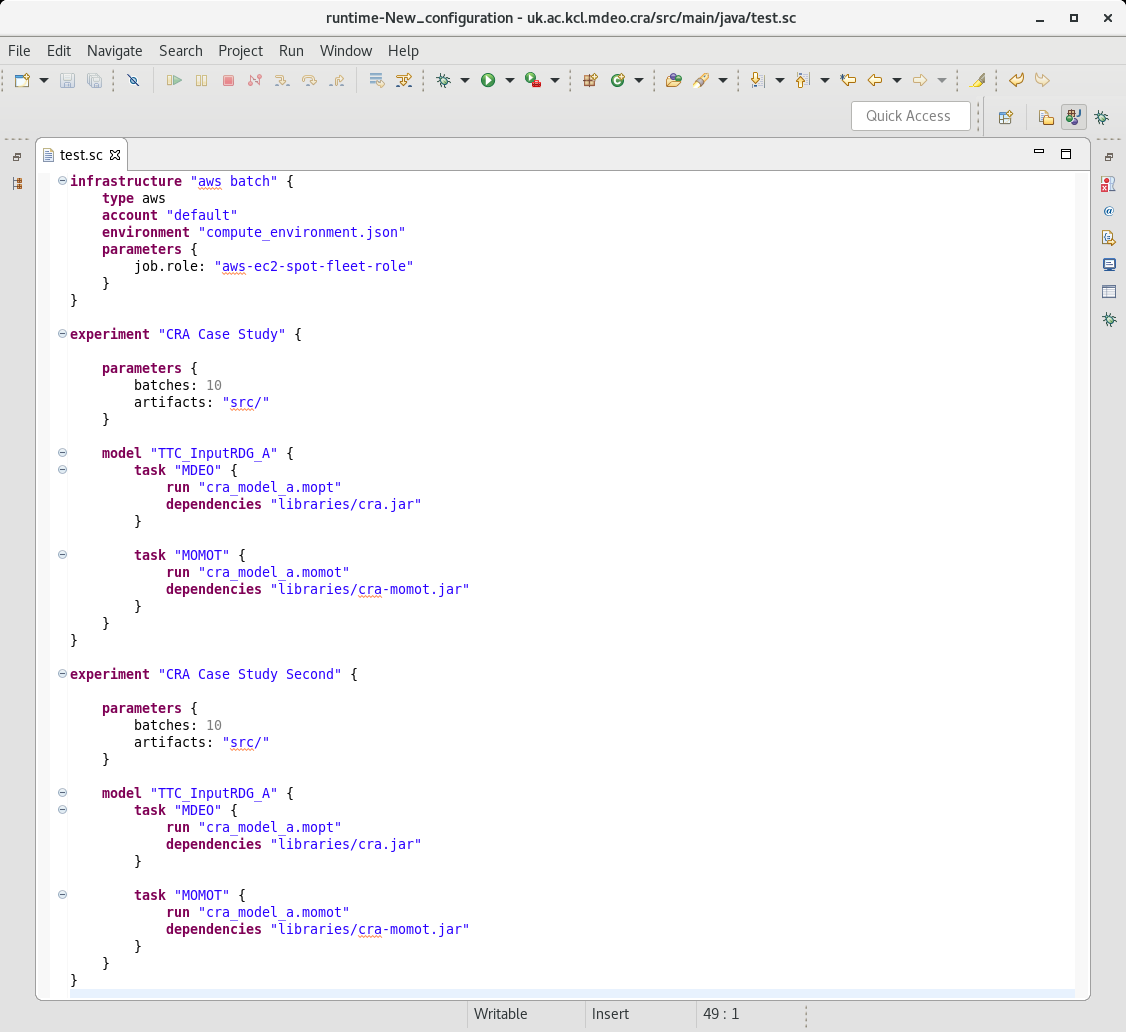 runtime-New_configuration - uk.ac.kcl.mdeo.cra/src/main/java/test.sc
File Edit Navigate Search Project Run Window Help
Quick Access
test.sc
infrastructure "aws batch" {
    type aws
    account "default"
    environment "compute_environment.json"
    parameters {
        job.role: "aws-ec2-spot-fleet-role"
    }
}
experiment "CRA Case Study" {
    parameters {
        batches: 10
        artifacts: "src/"
    }
    model "TTC_InputRDG_A" {
        task "MDEO" {
            run "cra_model_a.mopt"
            dependencies "libraries/cra.jar"
        }
        task "MOMOT" {
            run "cra_model_a.momot"
            dependencies "libraries/cra-momot.jar"
        }
    }
}
experiment "CRA Case Study Second" {
    parameters {
        batches: 10
        artifacts: "src/"
    }
    model "TTC_InputRDG_A" {
        task "MDEO" {
            run "cra_model_a.mopt"
            dependencies "libraries/cra.jar"
        }
        task "MOMOT" {
            run "cra_model_a.momot"
            dependencies "libraries/cra-momot.jar"
        }
    }
}
Writable Insert 49 : 1